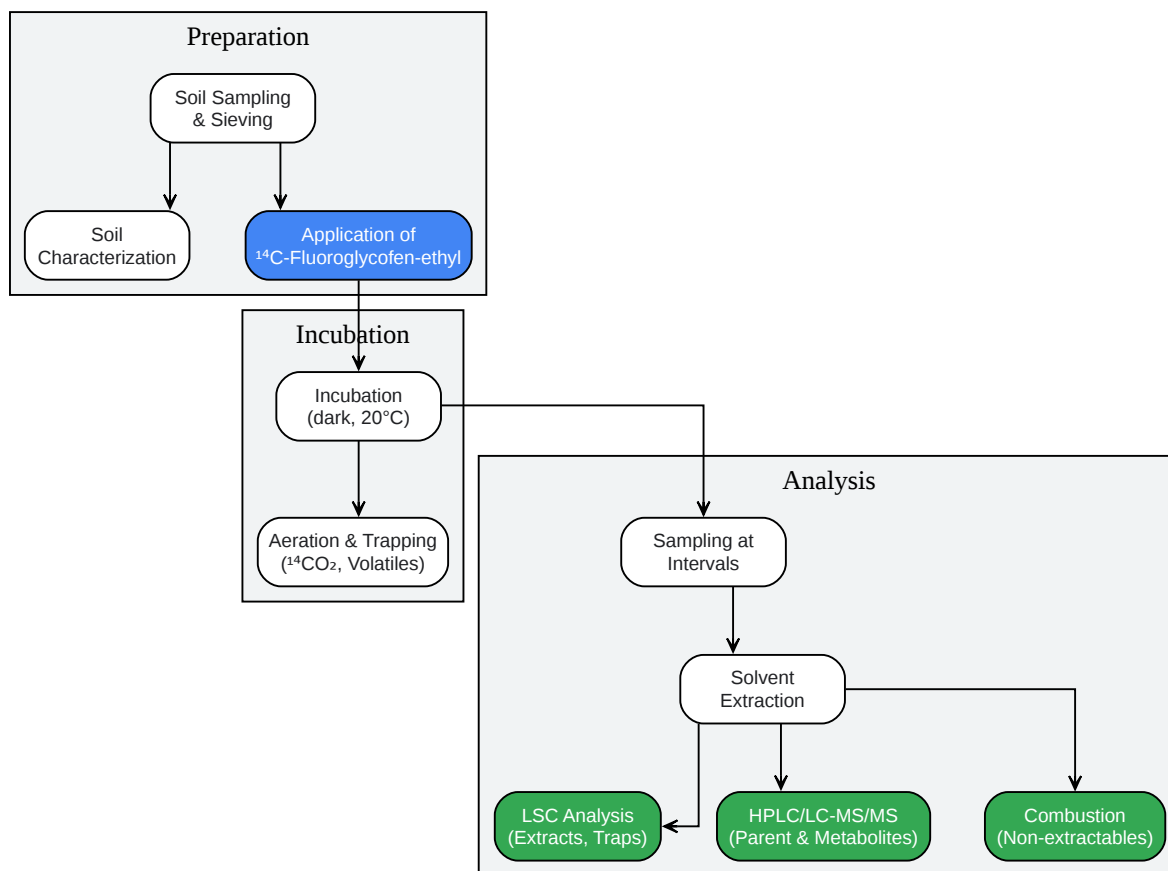 Preparation
Soil Sampling
& Sieving
Soil
Characterization
Application of
¹⁴C-Fluoroglycofen-ethyl
Incubation
Incubation
(dark, 20°C)
Aeration & Trapping
(¹⁴CO₂, Volatiles)
Analysis
Sampling at
Intervals
Solvent
Extraction
LSC Analysis
(Extracts, Traps)
HPLC/LC-MS/MS
(Parent & Metabolites)
Combustion
(Non-extractables)